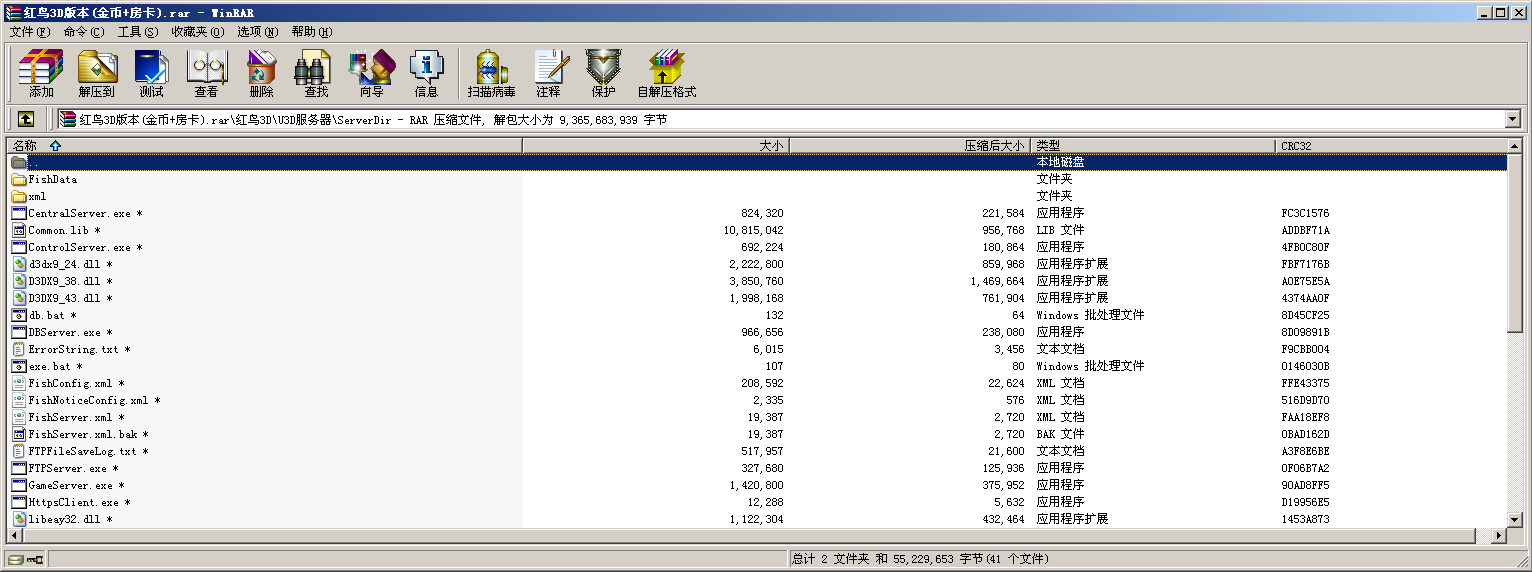 红鸟3D版本(金币+房卡).rar - WinRAR
文件(F) 命令(C) 工具(S) 收藏夹(O) 选项(N) 帮助(H)
添加 解压到 测试 查看 删除 查找 向导 信息 扫描病毒 注释 保护 自解压格式
红鸟3D版本(金币+房卡).rar\红鸟3D\U3D服务器\ServerDir - RAR 压缩文件, 解包大小为 9,365,683,939 字节
名称 大小 压缩后大小 类型 CRC32
.. 本地磁盘
FishData 文件夹
xml 文件夹
CentralServer.exe * 824,320 221,584 应用程序 FC3C1576
Common.lib * 10,815,042 956,768 LIB 文件 ADDBF71A
ControlServer.exe * 692,224 180,864 应用程序 4FB0C80F
d3dx9_24.dll * 2,222,800 859,968 应用程序扩展 FBF7176B
D3DX9_38.dll * 3,850,760 1,469,664 应用程序扩展 A0E75E5A
D3DX9_43.dll * 1,998,168 761,904 应用程序扩展 4374AA0F
db.bat * 132 64 Windows 批处理文件 8D45CF25
DBServer.exe * 966,656 238,080 应用程序 8D09891B
ErrorString.txt * 6,015 3,456 文本文档 F9CBB004
exe.bat * 107 80 Windows 批处理文件 0146030B
FishConfig.xml * 208,592 22,624 XML 文档 FFE43375
FishNoticeConfig.xml * 2,335 576 XML 文档 516D9D70
FishServer.xml * 19,387 2,720 XML 文档 FAA18EF8
FishServer.xml.bak * 19,387 2,720 BAK 文件 0BAD162D
FTPFileSaveLog.txt * 517,957 21,600 文本文档 A3F8E6BE
FTPServer.exe * 327,680 125,936 应用程序 0F06B7A2
GameServer.exe * 1,420,800 375,952 应用程序 90AD8FF5
HttpsClient.exe * 12,288 5,632 应用程序 D19956E5
libeay32.dll * 1,122,304 432,464 应用程序扩展 1453A873
总计 2 文件夹 和 55,229,653 字节(41 个文件)